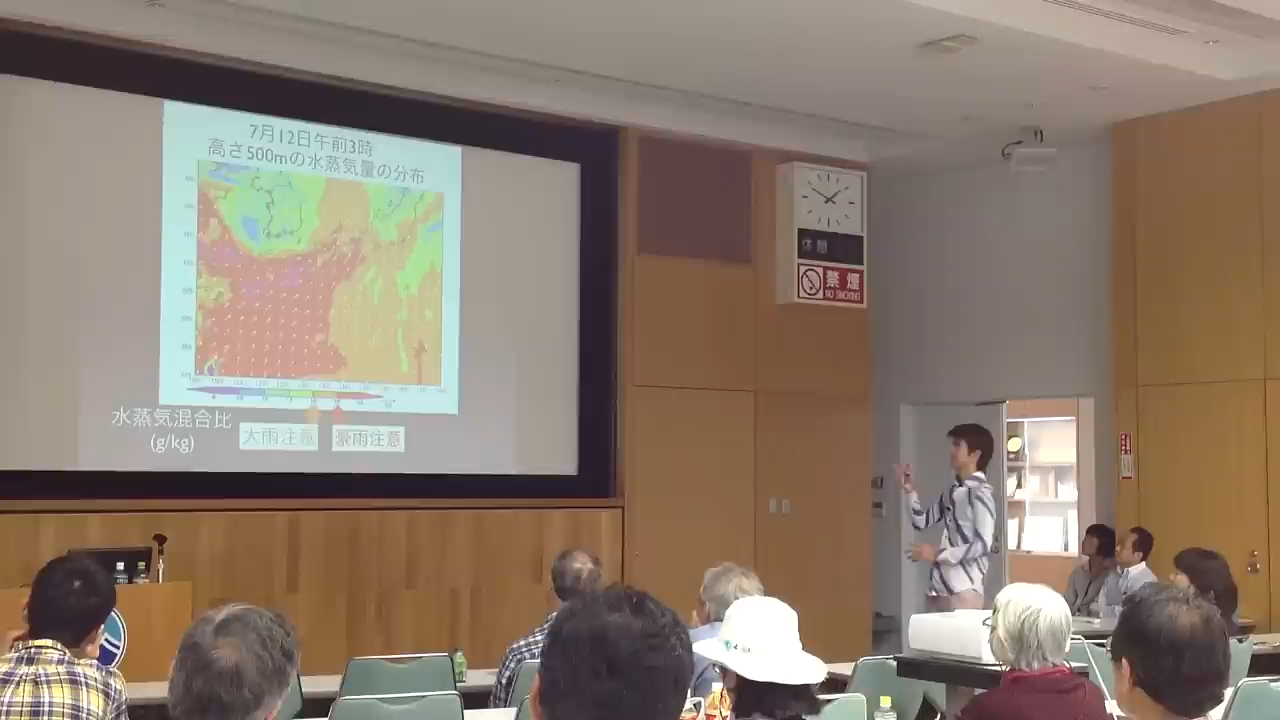 7月12日午前3時
高さ500mの水蒸気量の分布
水蒸気混合比
(g/kg)
大雨注意
豪雨注意
禁煙
NO SMOKING